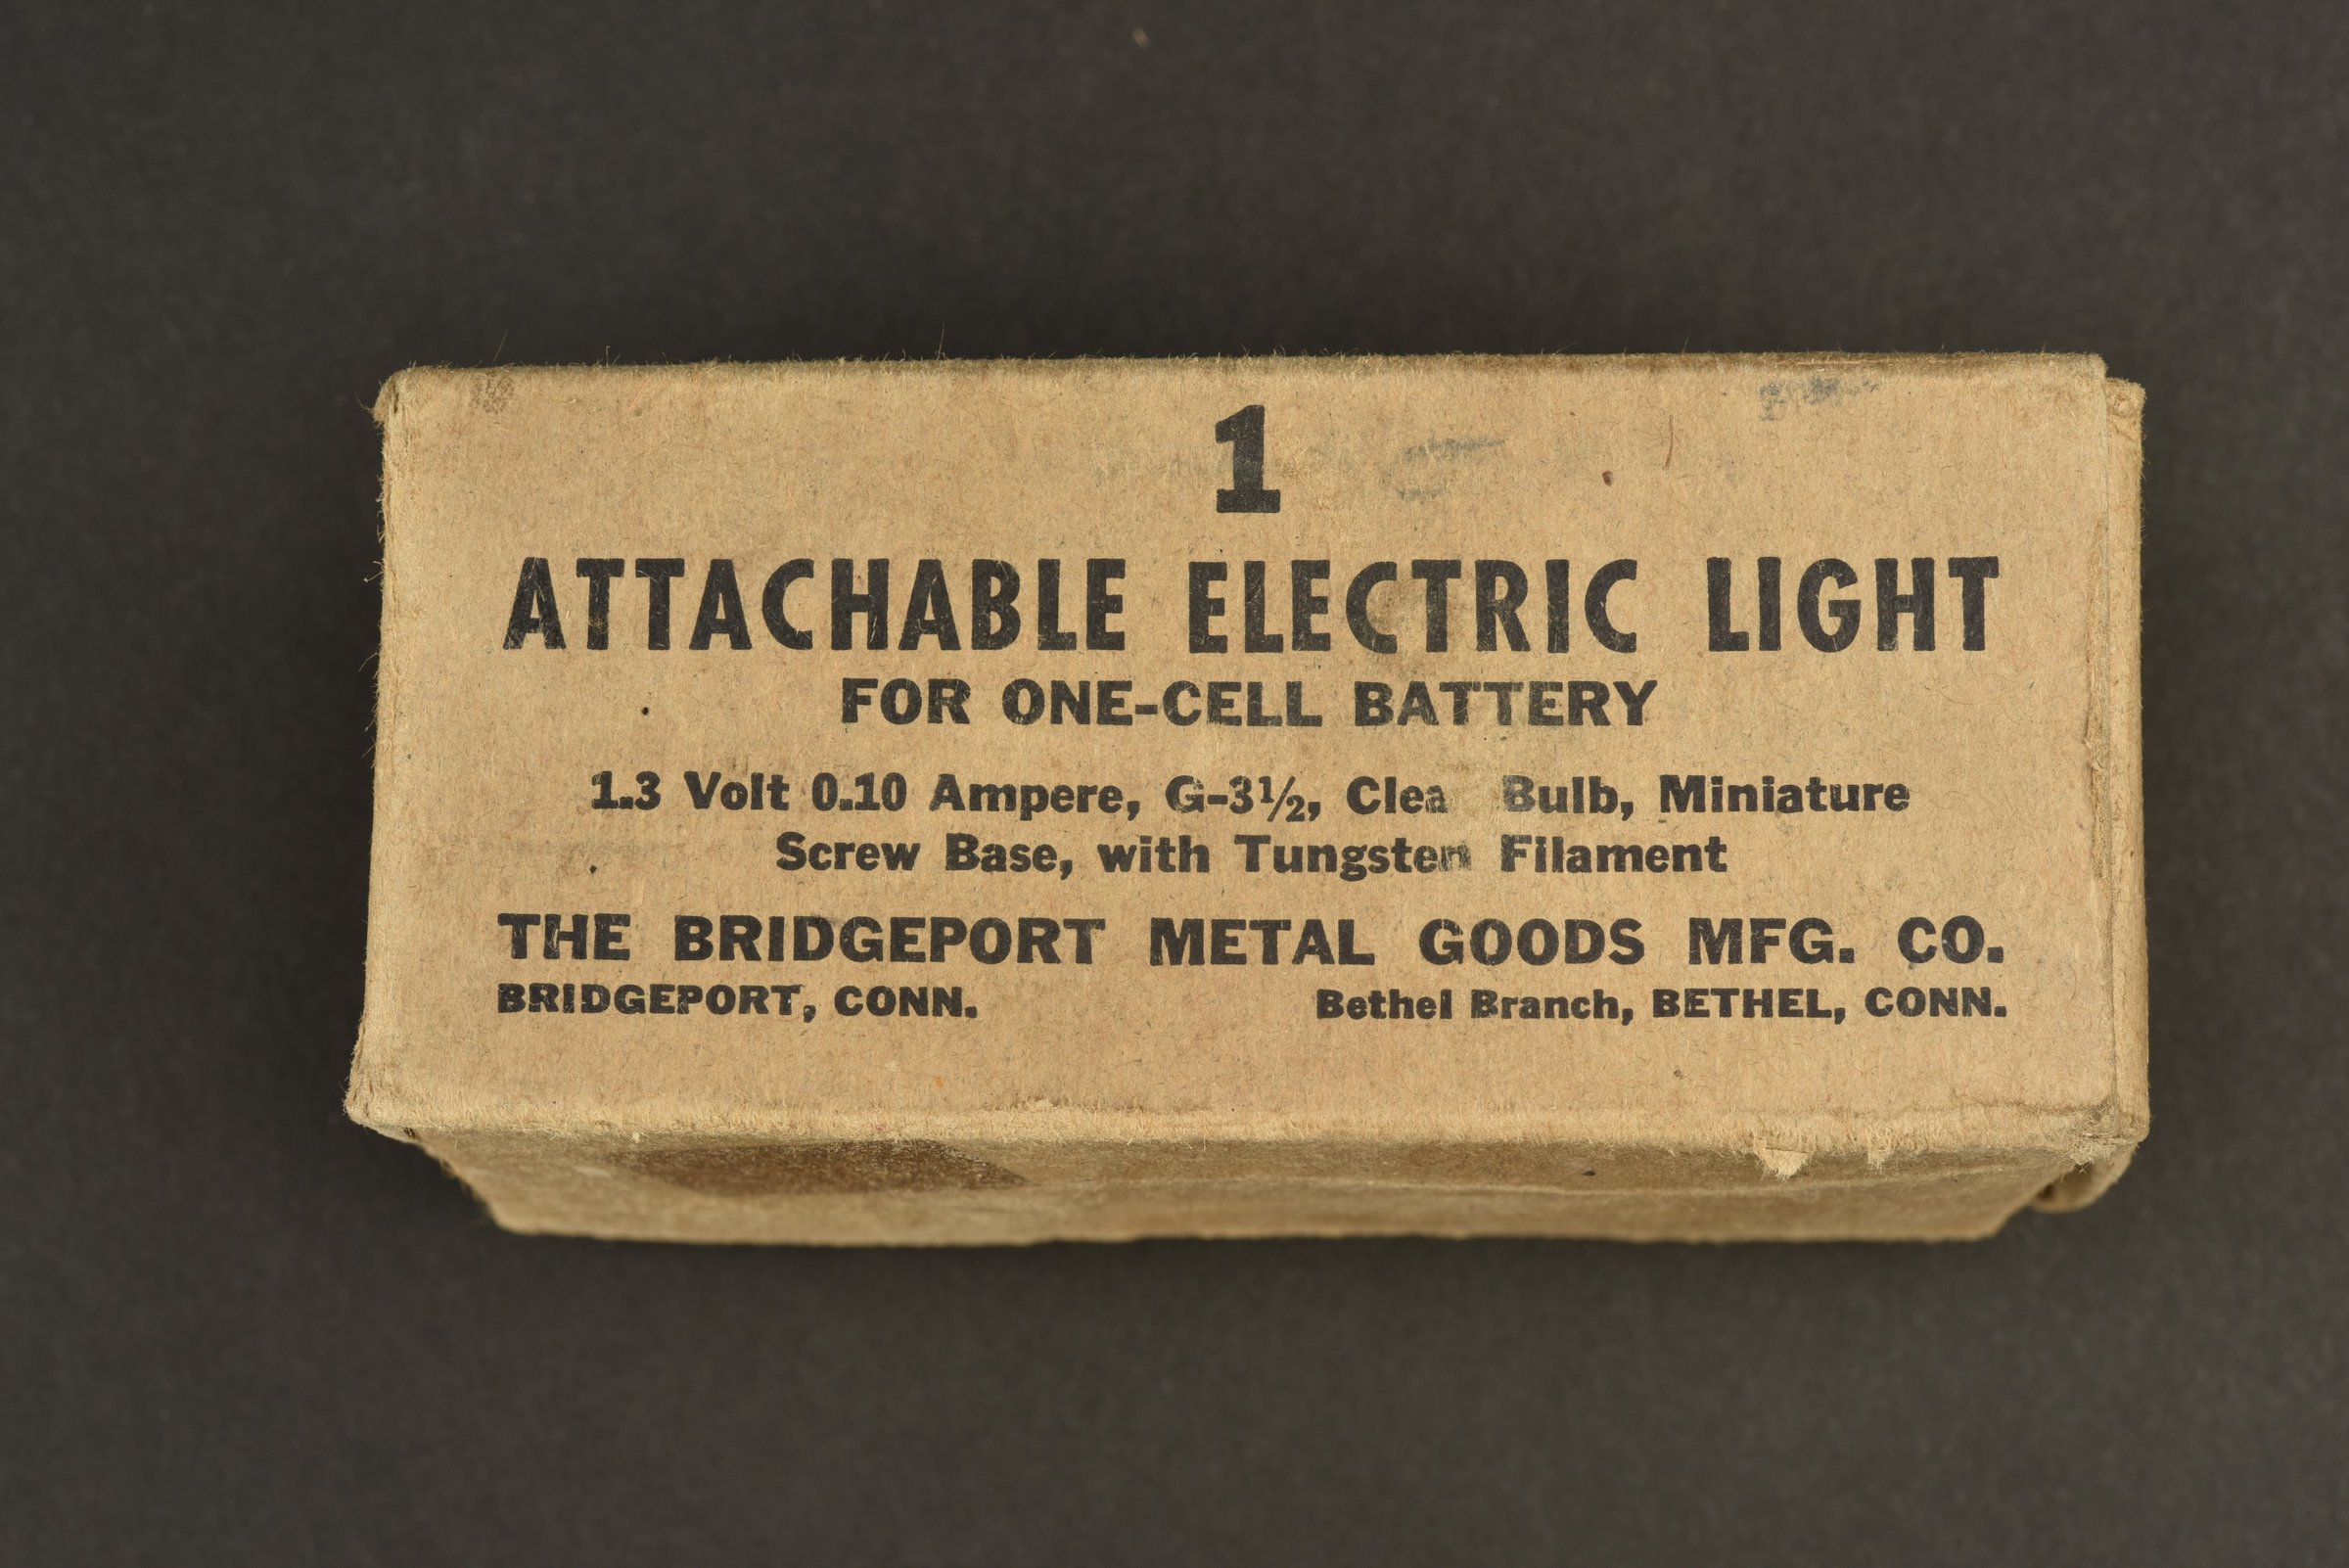 1
ATTACHABLE ELECTRIC LIGHT
FOR ONE-CELL BATTERY
1.3 Volt 0.10 Ampere, G-3½, Clea Bulb, Miniature
Screw Base, with Tungsten Filament
THE BRIDGEPORT METAL GOODS MFG. CO.
BRIDGEPORT, CONN. Bethel Branch, BETHEL, CONN.